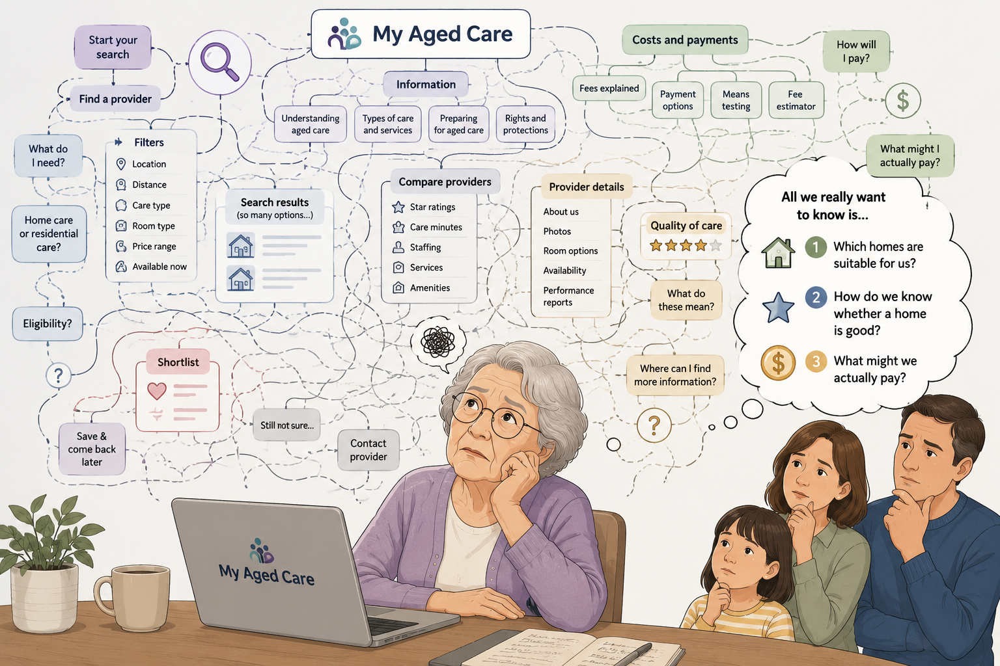 My Aged Care
Start your
search
Find a provider
What do
I need?
Home care
or residential
care?
Eligibility?
?
Filters
Location
Distance
Care type
Room type
Price range
Available now
Search results
(so many options...)
Information
Understanding
aged care
Types of care
and services
Preparing
for aged care
Rights and
protections
Compare providers
Star ratings
Care minutes
Staffing
Services
Amenities
Provider details
About us
Photos
Room options
Availability
Performance
reports
Costs and payments
Fees explained
Payment
options
Means
testing
Fee
estimator
How will
I pay?
$
What might I
actually pay?
Quality of care
What do
these mean?
Where can I find
more information?
?
Shortlist
Save &
come back
later
Still not sure...
Contact
provider
All we really want
to know is...
1 Which homes are
suitable for us?
2 How do we know
whether a home
is good?
$
3 What might we
actually pay?
My Aged Care